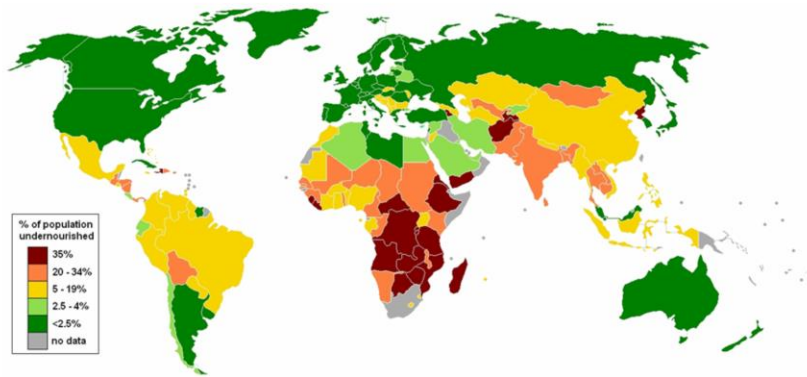 % of population
undernourished
35%
20 - 34%
5 - 19%
2.5 - 4%
<2.5%
no data